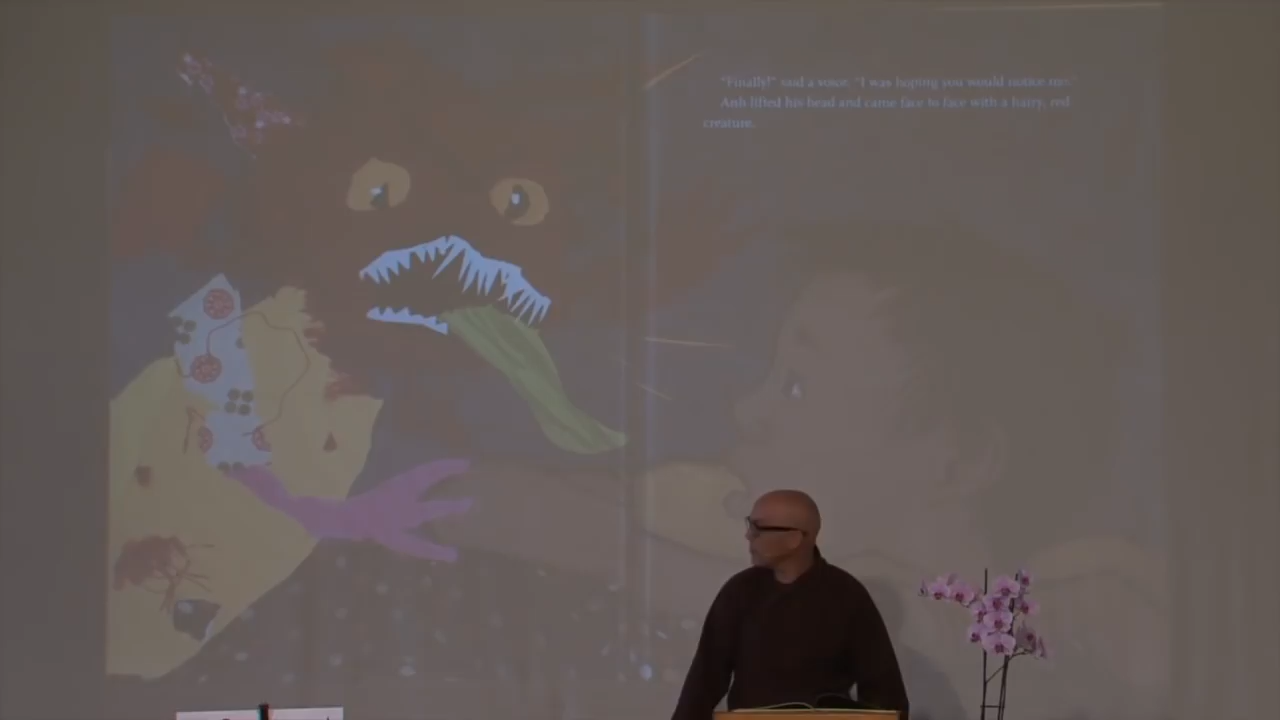 "Finally!" said a voice. "I was hoping you would notice me."
Anh lifted his head and came face to face with a hairy, red
creature.